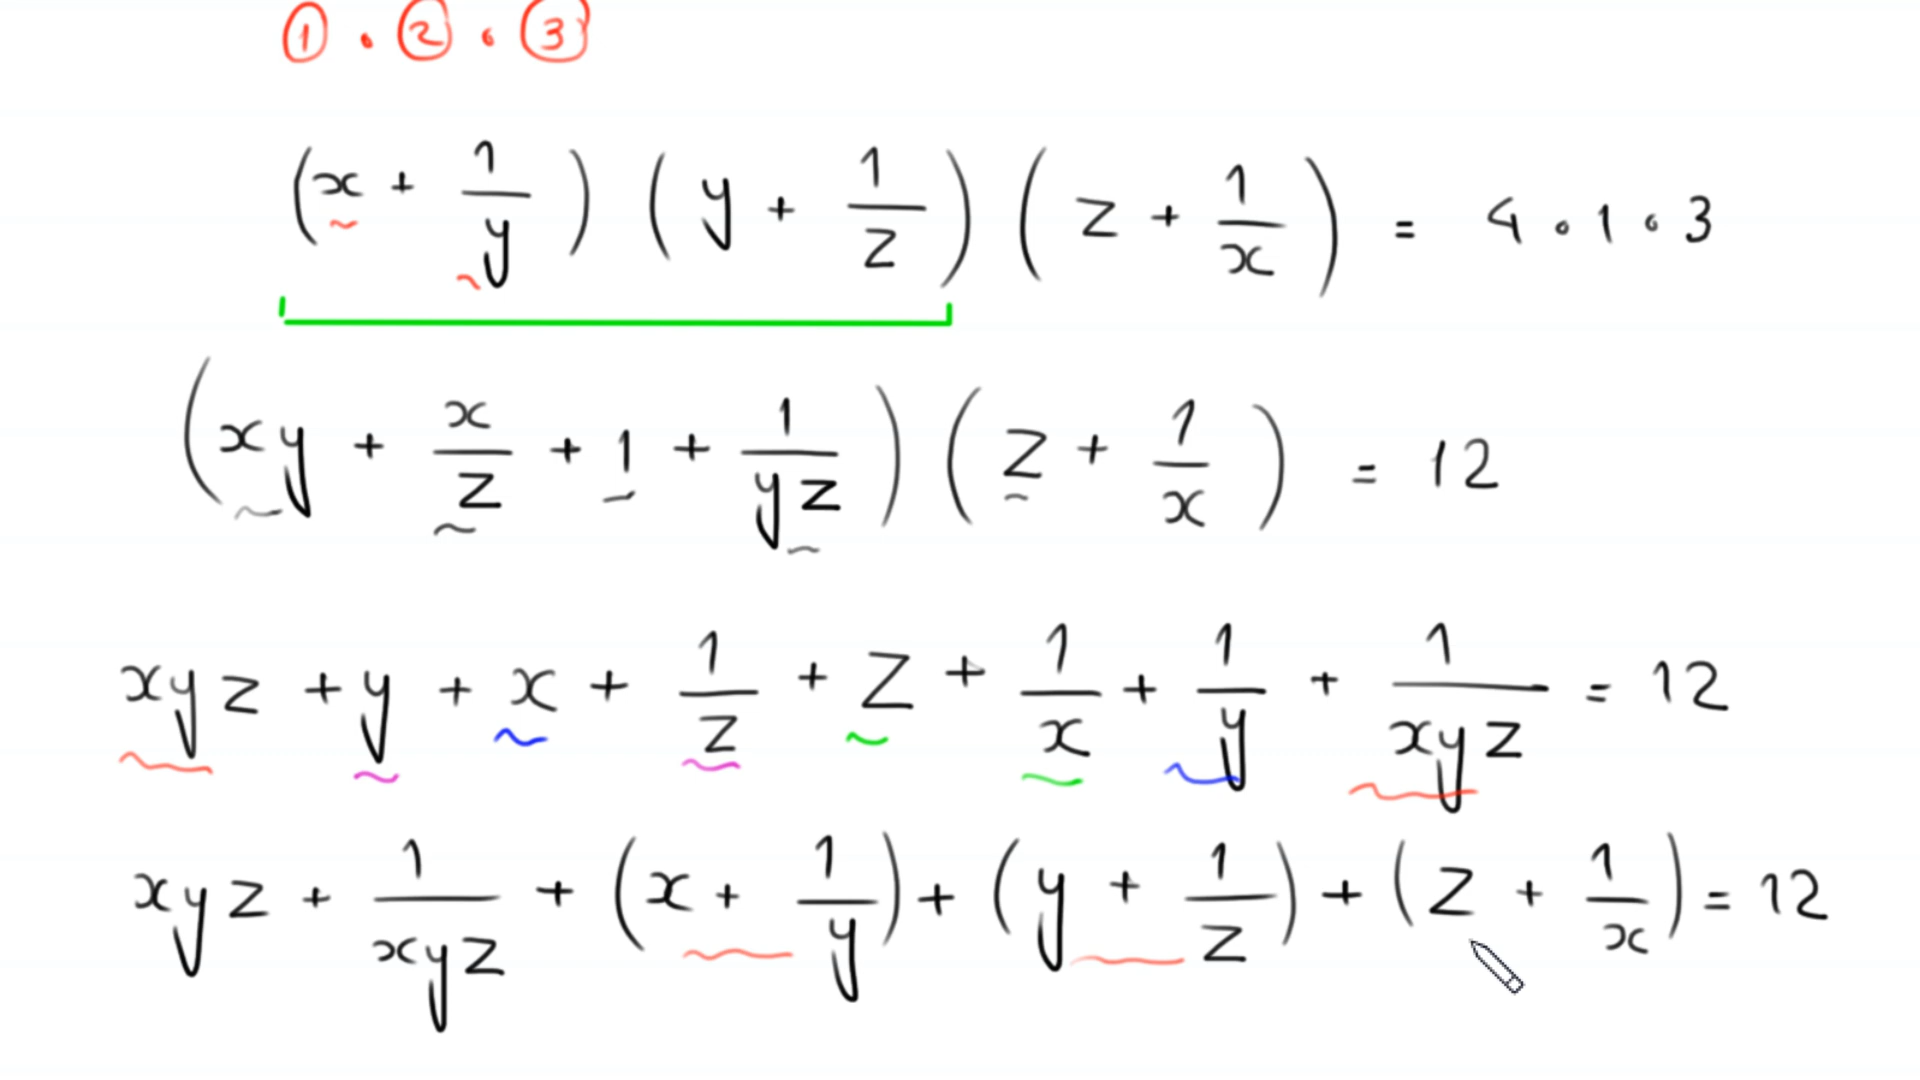 ① · ② · ③
(x + 1/y) (y + 1/z) (z + 1/x) = 4 · 1 · 3
(xy + x/z + 1 + 1/yz) (z + 1/x) = 12
xyz + y + x + 1/z + z + 1/x + 1/y + 1/xyz = 12
xyz + 1/xyz + (x + 1/y) + (y + 1/z) + (z + 1/x) = 12